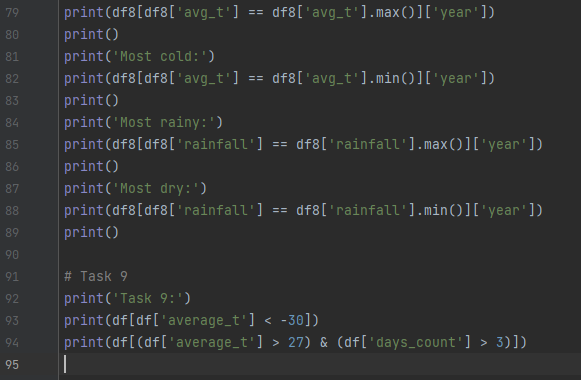 79 print(df8[df8['avg_t'] == df8['avg_t'].max()]['year'])
80 print()
81 print('Most cold:')
82 print(df8[df8['avg_t'] == df8['avg_t'].min()]['year'])
83 print()
84 print('Most rainy:')
85 print(df8[df8['rainfall'] == df8['rainfall'].max()]['year'])
86 print()
87 print('Most dry:')
88 print(df8[df8['rainfall'] == df8['rainfall'].min()]['year'])
89 print()
90
91 # Task 9
92 print('Task 9:')
93 print(df[df['average_t'] < -30])
94 print(df[(df['average_t'] > 27) & (df['days_count'] > 3)])
95